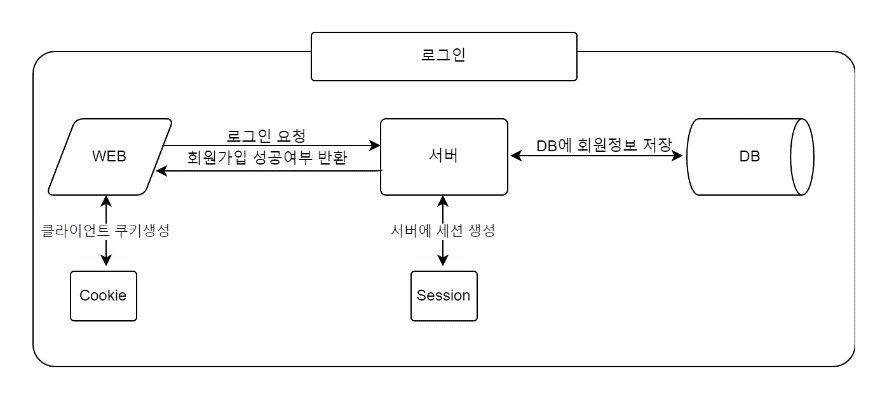 로그인
로그인 요청
WEB
회원가입 성공여부 반환
서버
DB에 회원정보 저장
DB
클라이언트 쿠키생성
서버에 세션 생성
Cookie
Session